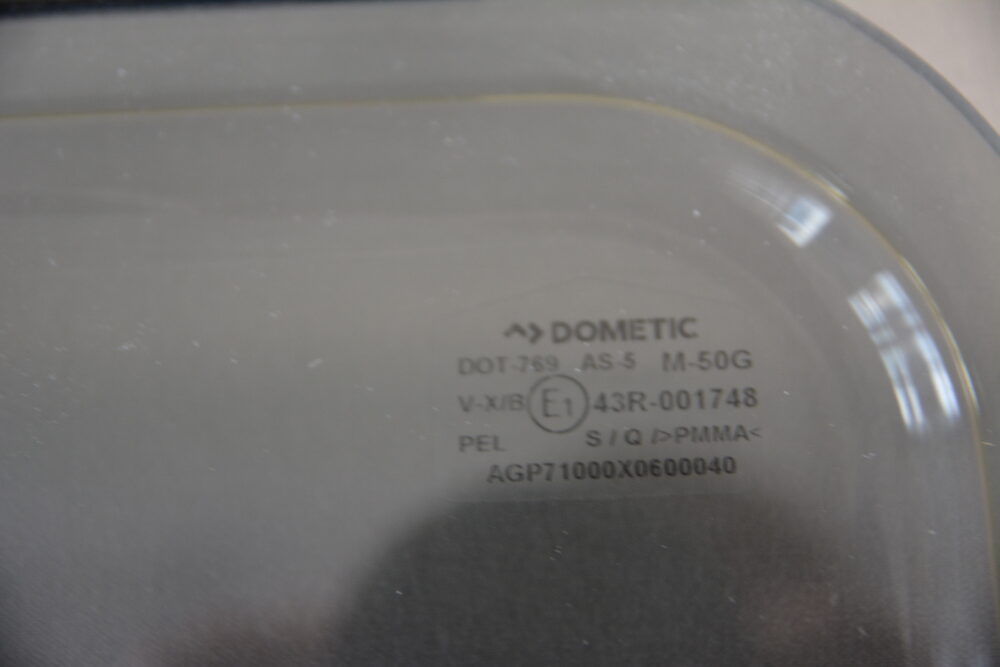 DOMETIC
DOT-769 AS-5 M-50G
V-X/B E1 43R-001748
PEL S / Q />PMMA<
AGP71000X0600040